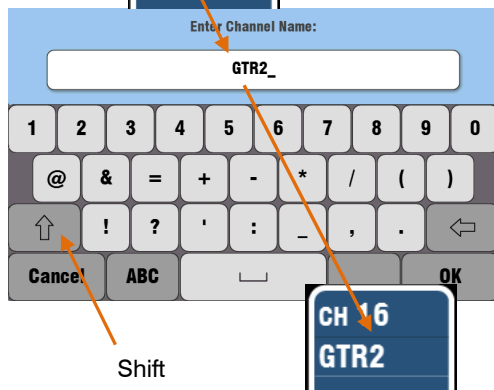 Enter Channel Name:
GTR2_
1 2 3 4 5 6 7 8 9 0
@ & = + - * / ( )
! ? ' : _ , .
Cancel ABC OK
CH 16
GTR2
Shift